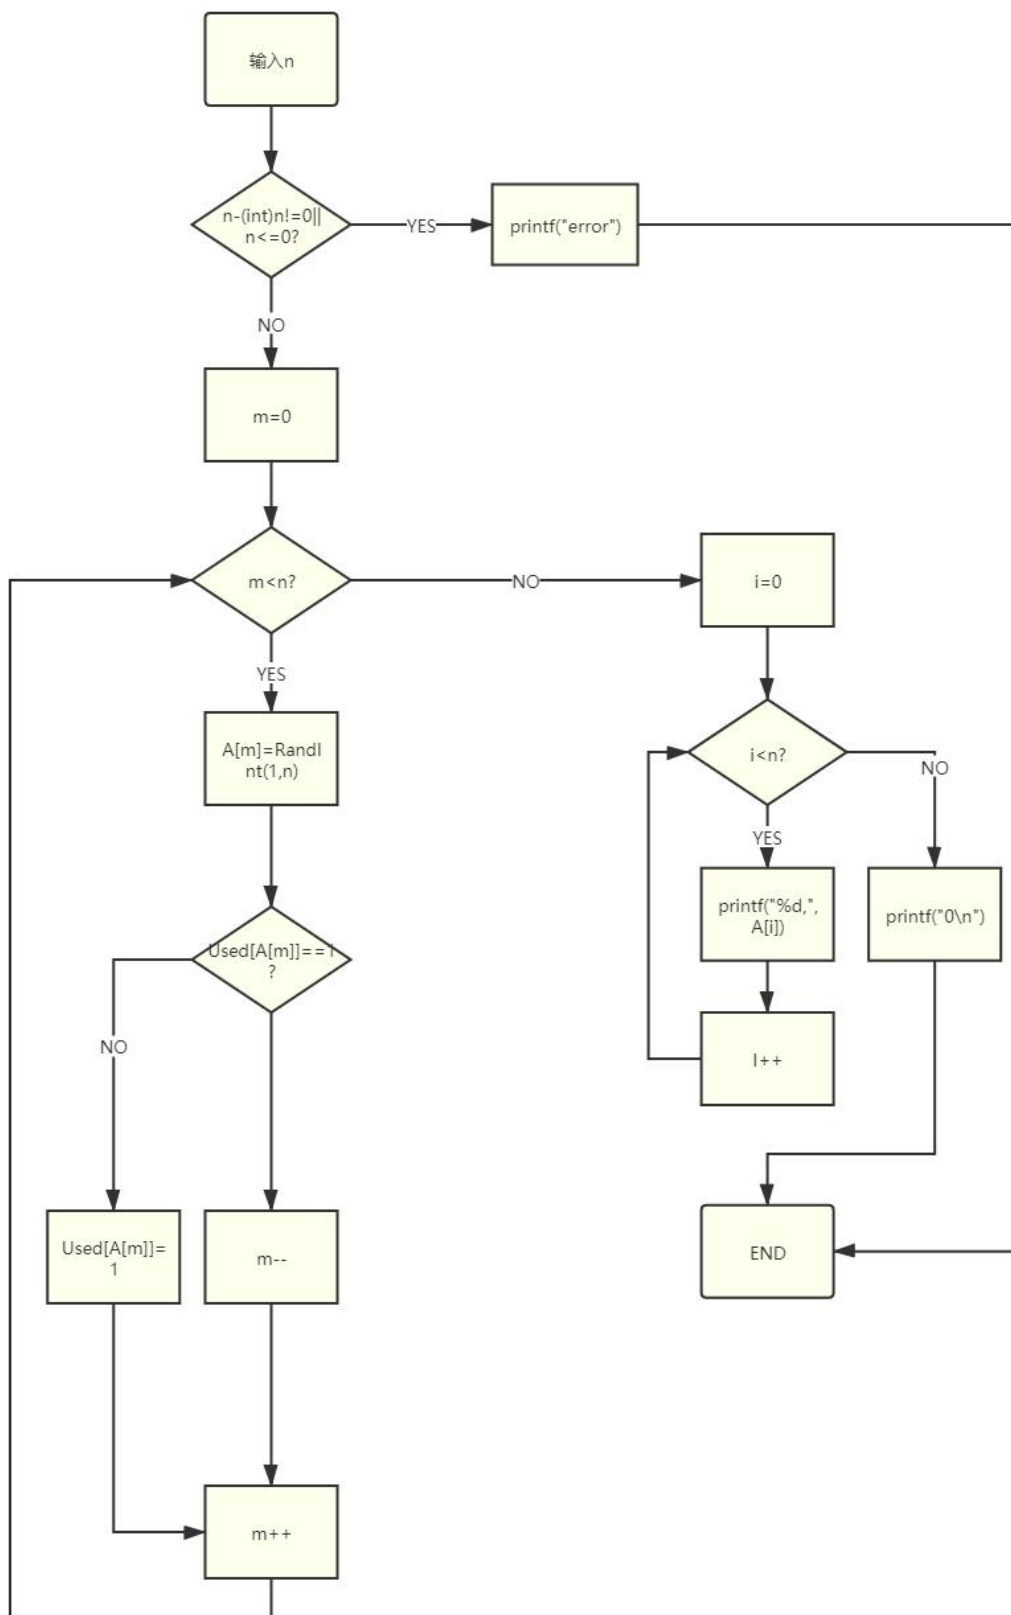 输入n
n-(int)n!=0||
n<=0?
YES
printf("error")
NO
m=0
m<n?
NO
i=0
YES
A[m]=RandI
nt(1,n)
i<n?
NO
YES
printf("%d,",
A[i])
printf("0\n")
Used[A[m]]==1
?
NO
I++
Used[A[m]]=
1
m--
END
m++